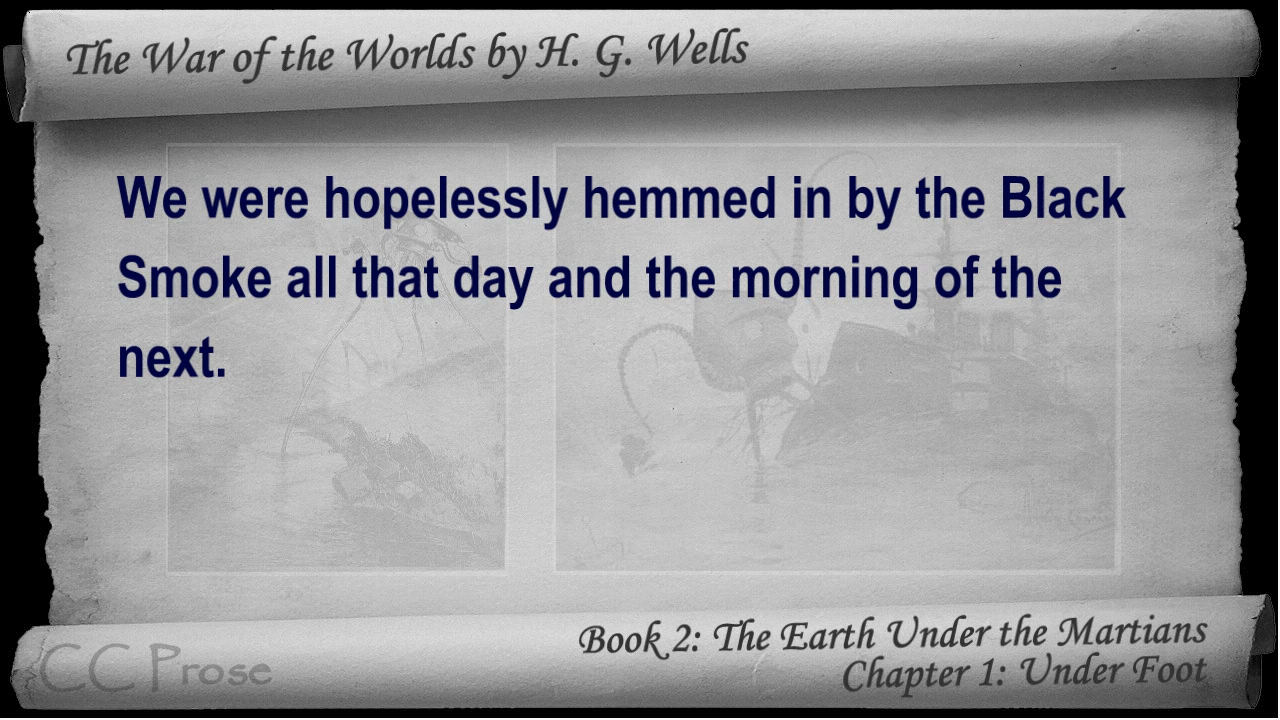 The War of the Worlds by H. G. Wells
We were hopelessly hemmed in by the Black
Smoke all that day and the morning of the
next.
Book 2: The Earth Under the Martians
Chapter 1: Under Foot
CC Prose